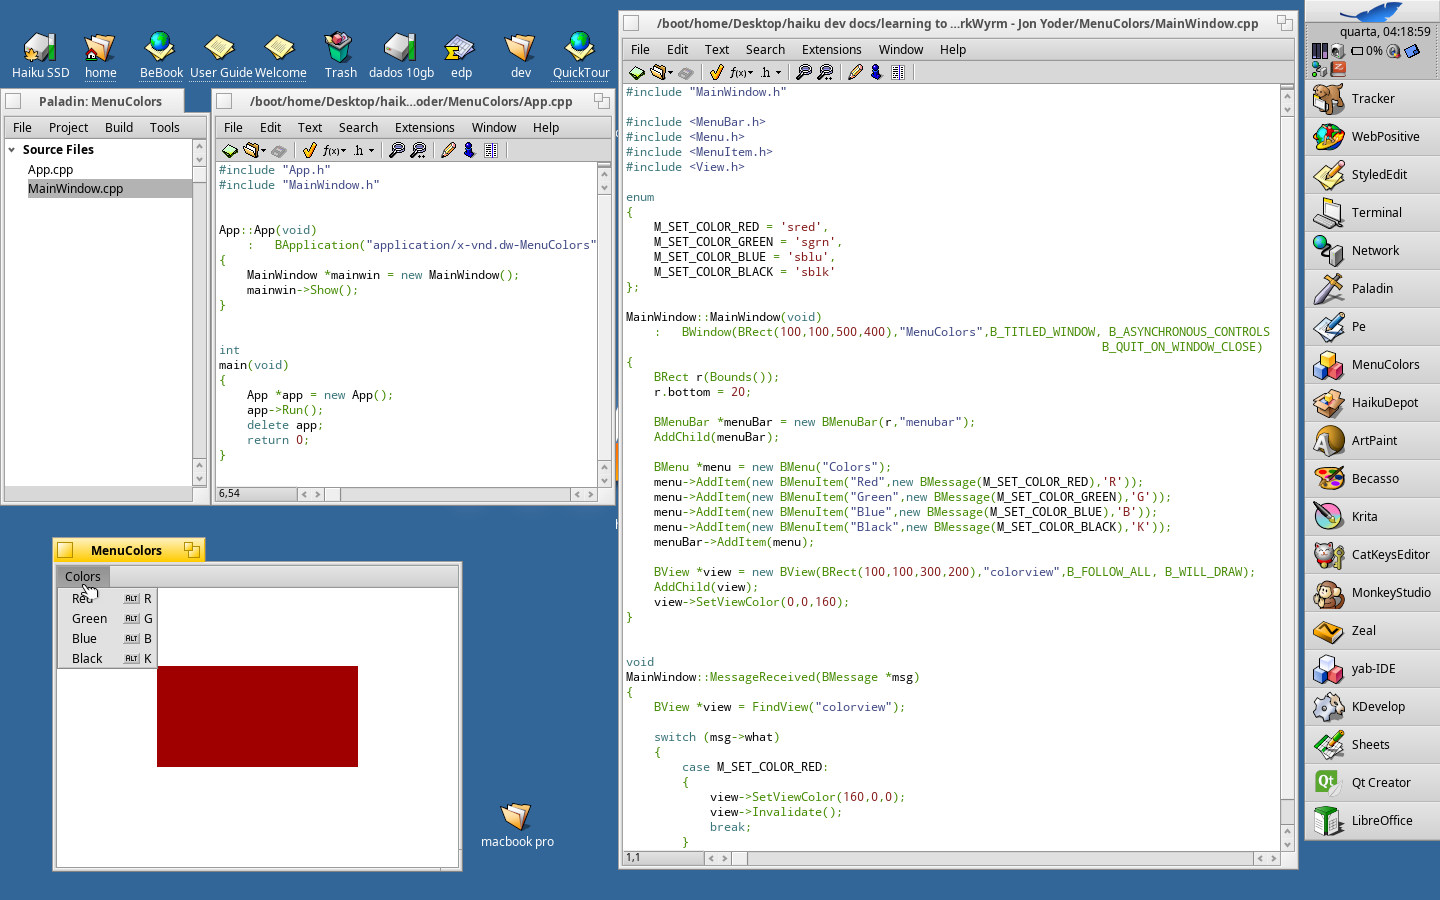 Haiku SSD
home
BeBook
User Guide
Welcome
Trash
dados 10gb
edp
dev
QuickTour
Paladin: MenuColors
File Project Build Tools
Source Files
App.cpp
MainWindow.cpp
/boot/home/Desktop/haik...oder/MenuColors/App.cpp
File Edit Text Search Extensions Window Help
f(x) .h
#include "App.h"
#include "MainWindow.h"
App::App(void)
    :   BApplication("application/x-vnd.dw-MenuColors"
{
    MainWindow *mainwin = new MainWindow();
    mainwin->Show();
}
int
main(void)
{
    App *app = new App();
    app->Run();
    delete app;
    return 0;
}
6,54
MenuColors
Colors
Red ALT R
Green ALT G
Blue ALT B
Black ALT K
macbook pro
/boot/home/Desktop/haiku dev docs/learning to ...rkWyrm - Jon Yoder/MenuColors/MainWindow.cpp
File Edit Text Search Extensions Window Help
f(x) .h
#include "MainWindow.h"
#include <MenuBar.h>
#include <Menu.h>
#include <MenuItem.h>
#include <View.h>
enum
{
    M_SET_COLOR_RED = 'sred',
    M_SET_COLOR_GREEN = 'sgrn',
    M_SET_COLOR_BLUE = 'sblu',
    M_SET_COLOR_BLACK = 'sblk'
};
MainWindow::MainWindow(void)
    :   BWindow(BRect(100,100,500,400),"MenuColors",B_TITLED_WINDOW, B_ASYNCHRONOUS_CONTROLS
B_QUIT_ON_WINDOW_CLOSE)
{
    BRect r(Bounds());
    r.bottom = 20;
    BMenuBar *menuBar = new BMenuBar(r,"menubar");
    AddChild(menuBar);
    BMenu *menu = new BMenu("Colors");
    menu->AddItem(new BMenuItem("Red",new BMessage(M_SET_COLOR_RED),'R'));
    menu->AddItem(new BMenuItem("Green",new BMessage(M_SET_COLOR_GREEN),'G'));
    menu->AddItem(new BMenuItem("Blue",new BMessage(M_SET_COLOR_BLUE),'B'));
    menu->AddItem(new BMenuItem("Black",new BMessage(M_SET_COLOR_BLACK),'K'));
    menuBar->AddItem(menu);
    BView *view = new BView(BRect(100,100,300,200),"colorview",B_FOLLOW_ALL, B_WILL_DRAW);
    AddChild(view);
    view->SetViewColor(0,0,160);
}
void
MainWindow::MessageReceived(BMessage *msg)
{
    BView *view = FindView("colorview");
    switch (msg->what)
    {
        case M_SET_COLOR_RED:
        {
            view->SetViewColor(160,0,0);
            view->Invalidate();
            break;
        }
1,1
quarta, 04:18:59
0%
Tracker
WebPositive
StyledEdit
Terminal
Network
Paladin
Pe
MenuColors
HaikuDepot
ArtPaint
Becasso
Krita
CatKeysEditor
MonkeyStudio
Zeal
yab-IDE
KDevelop
Sheets
Qt Creator
LibreOffice